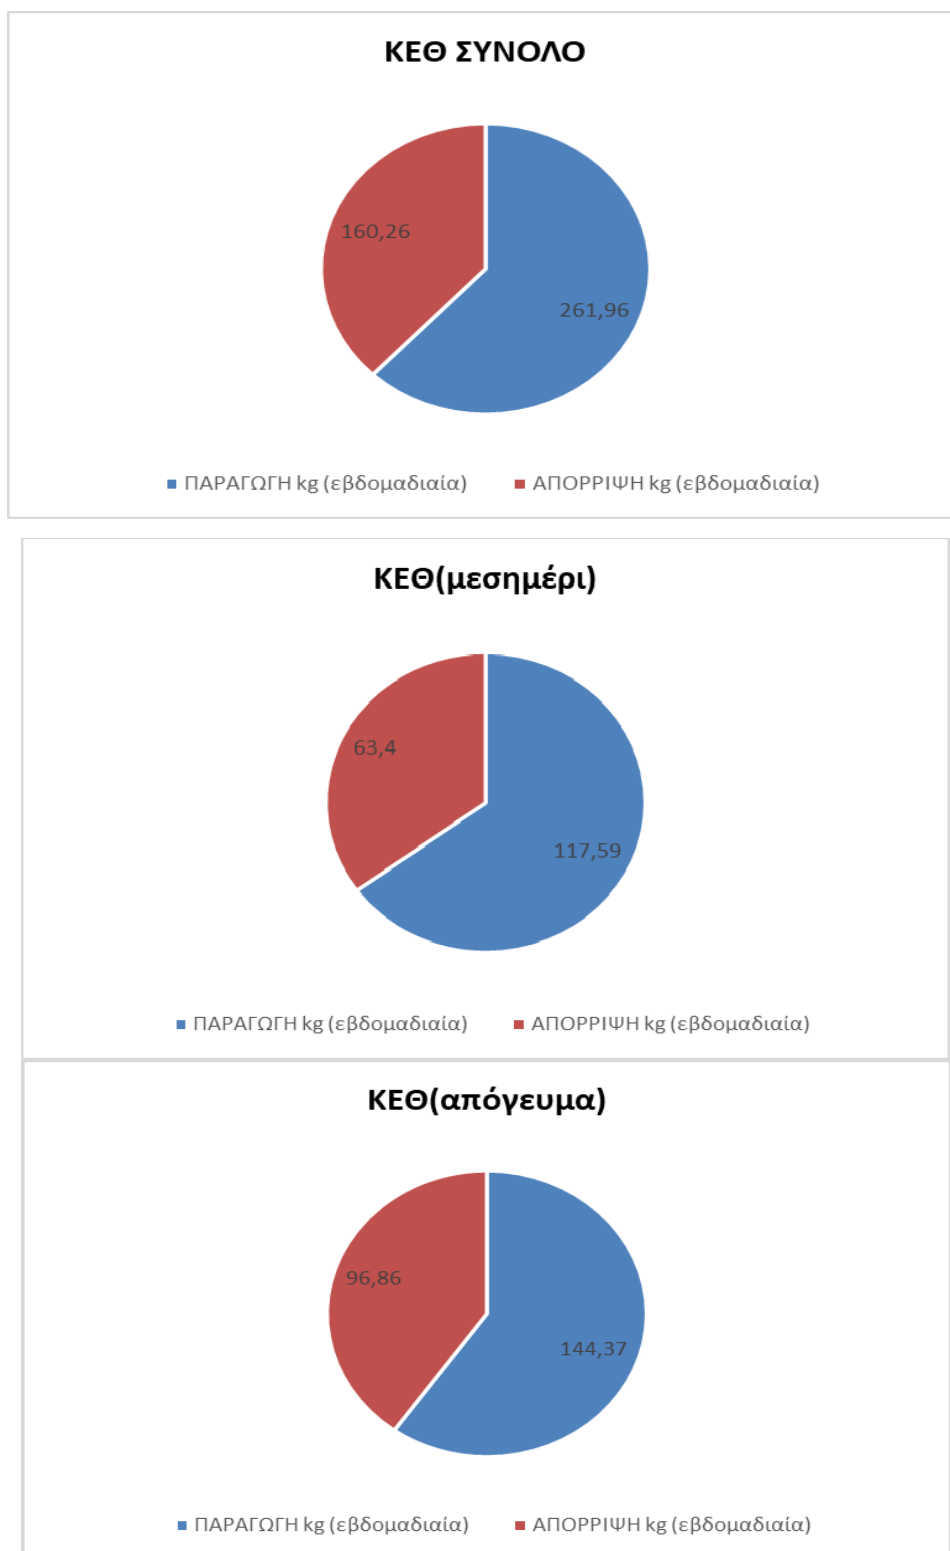 ΚΕΘ ΣΥΝΟΛΟ
160,26
261,96
ΠΑΡΑΓΩΓΗ kg (εβδομαδιαία) ΑΠΟΡΡΙΨΗ kg (εβδομαδιαία)
ΚΕΘ(μεσημέρι)
63,4
117,59
ΠΑΡΑΓΩΓΗ kg (εβδομαδιαία) ΑΠΟΡΡΙΨΗ kg (εβδομαδιαία)
ΚΕΘ(απόγευμα)
96,86
144,37
ΠΑΡΑΓΩΓΗ kg (εβδομαδιαία) ΑΠΟΡΡΙΨΗ kg (εβδομαδιαία)